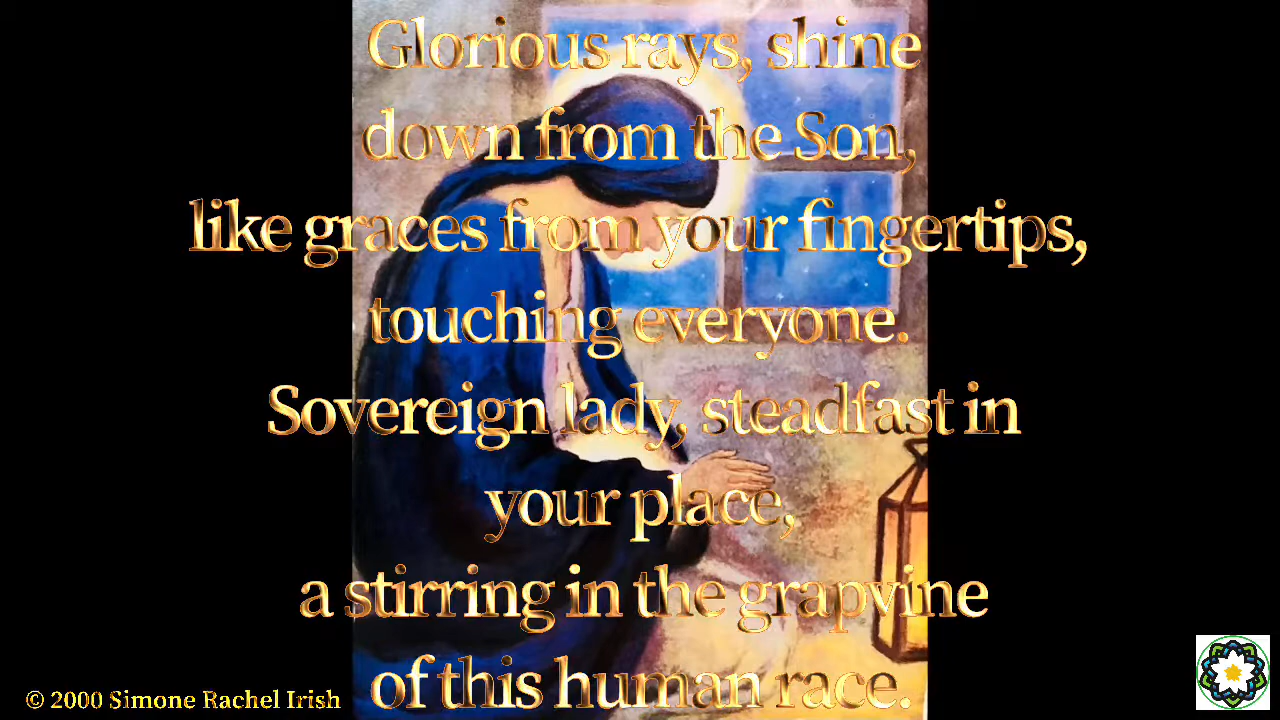 Glorious rays, shine
down from the Son,
like graces from your fingertips,
touching everyone.
Sovereign lady, steadfast in
your place,
a stirring in the grapvine
of this human race.
© 2000 Simone Rachel Irish